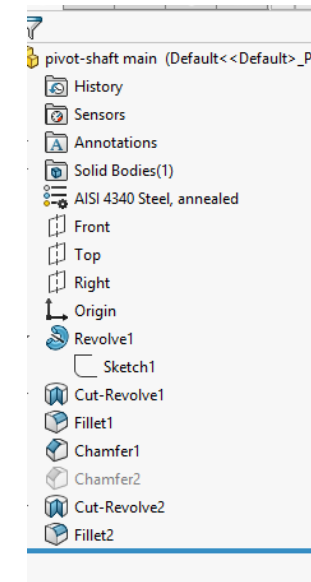 pivot-shaft main (Default<<Default>_P
History
Sensors
Annotations
Solid Bodies(1)
AISI 4340 Steel, annealed
Front
Top
Right
Origin
Revolve1
Sketch1
Cut-Revolve1
Fillet1
Chamfer1
Chamfer2
Cut-Revolve2
Fillet2